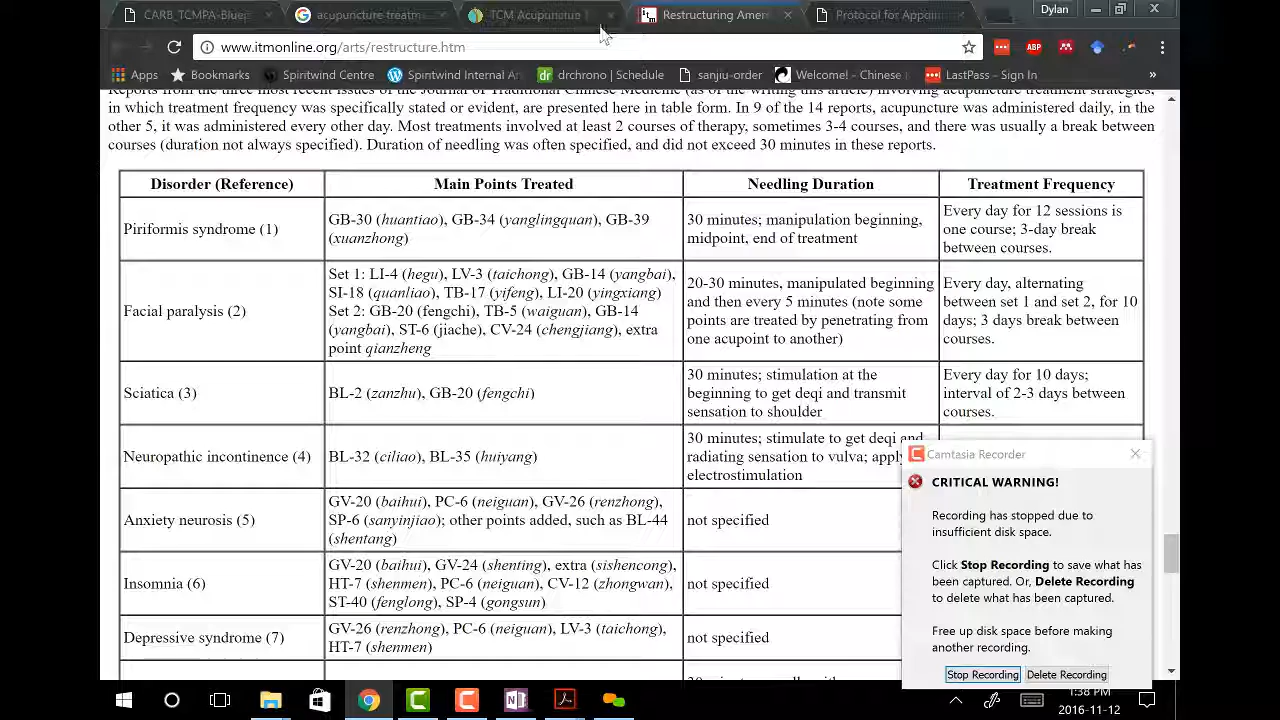 CARB_TCMPA-Bluep
acupuncture treatm
TCM Acupuncture
Restructuring Amer
Protocol for Appoin
Dylan
www.itmonline.org/arts/restructure.htm
ABP
Apps
Bookmarks
Spiritwind Centre
Spiritwind Internal Ar
drchrono | Schedule
sanjiu-order
Welcome! – Chinese
LastPass – Sign In
»
Reports from the three most recent issues of the Journal of Traditional Chinese Medicine (as of the writing this article) involving acupuncture treatment strategies,
in which treatment frequency was specifically stated or evident, are presented here in table form. In 9 of the 14 reports, acupuncture was administered daily, in the
other 5, it was administered every other day. Most treatments involved at least 2 courses of therapy, sometimes 3-4 courses, and there was usually a break between
courses (duration not always specified). Duration of needling was often specified, and did not exceed 30 minutes in these reports.
Disorder (Reference)
Main Points Treated
Needling Duration
Treatment Frequency
Piriformis syndrome (1)
GB-30 (huantiao), GB-34 (yanglingquan), GB-39
(xuanzhong)
30 minutes; manipulation beginning,
midpoint, end of treatment
Every day for 12 sessions is
one course; 3-day break
between courses.
Facial paralysis (2)
Set 1: LI-4 (hegu), LV-3 (taichong), GB-14 (yangbai),
SI-18 (quanliao), TB-17 (yifeng), LI-20 (yingxiang)
Set 2: GB-20 (fengchi), TB-5 (waiguan), GB-14
(yangbai), ST-6 (jiache), CV-24 (chengjiang), extra
point qianzheng
20-30 minutes, manipulated beginning
and then every 5 minutes (note some
points are treated by penetrating from
one acupoint to another)
Every day, alternating
between set 1 and set 2, for 10
days; 3 days break between
courses.
Sciatica (3)
BL-2 (zanzhu), GB-20 (fengchi)
30 minutes; stimulation at the
beginning to get deqi and transmit
sensation to shoulder
Every day for 10 days;
interval of 2-3 days between
courses.
Neuropathic incontinence (4)
BL-32 (ciliao), BL-35 (huiyang)
30 minutes; stimulate to get deqi and
radiating sensation to vulva; apply
electrostimulation
Anxiety neurosis (5)
GV-20 (baihui), PC-6 (neiguan), GV-26 (renzhong),
SP-6 (sanyinjiao); other points added, such as BL-44
(shentang)
not specified
Insomnia (6)
GV-20 (baihui), GV-24 (shenting), extra (sishencong),
HT-7 (shenmen), PC-6 (neiguan), CV-12 (zhongwan),
ST-40 (fenglong), SP-4 (gongsun)
not specified
Depressive syndrome (7)
GV-26 (renzhong), PC-6 (neiguan), LV-3 (taichong),
HT-7 (shenmen)
not specified
Camtasia Recorder
CRITICAL WARNING!
Recording has stopped due to
insufficient disk space.
Click Stop Recording to save what has
been captured. Or, Delete Recording
to delete what has been captured.
Free up disk space before making
another recording.
Stop Recording
Delete Recording
1:38 PM
2016-11-12